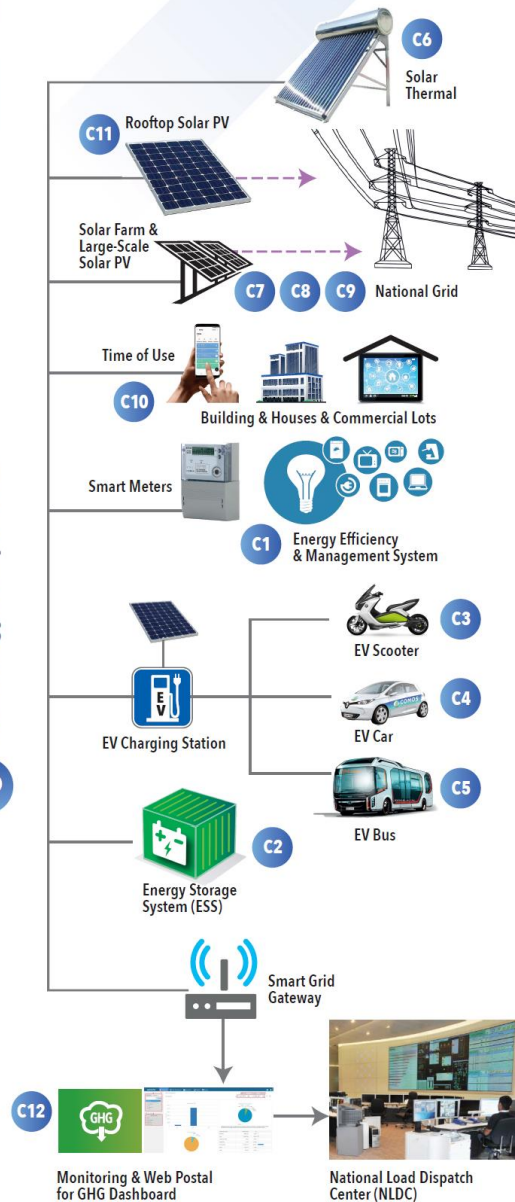 C6
Solar
Thermal
C11
Rooftop Solar PV
Solar Farm &
Large-Scale
Solar PV
C7
C8
C9
National Grid
Time of Use
C10
Building & Houses & Commercial Lots
Smart Meters
C1
Energy Efficiency
& Management System
C3
EV Scooter
EV
EV Charging Station
COMOS
C4
EV Car
C5
EV Bus
C2
Energy Storage
System (ESS)
Smart Grid
Gateway
C12
GHG
Monitoring & Web Postal
for GHG Dashboard
National Load Dispatch
Center (NLDC)